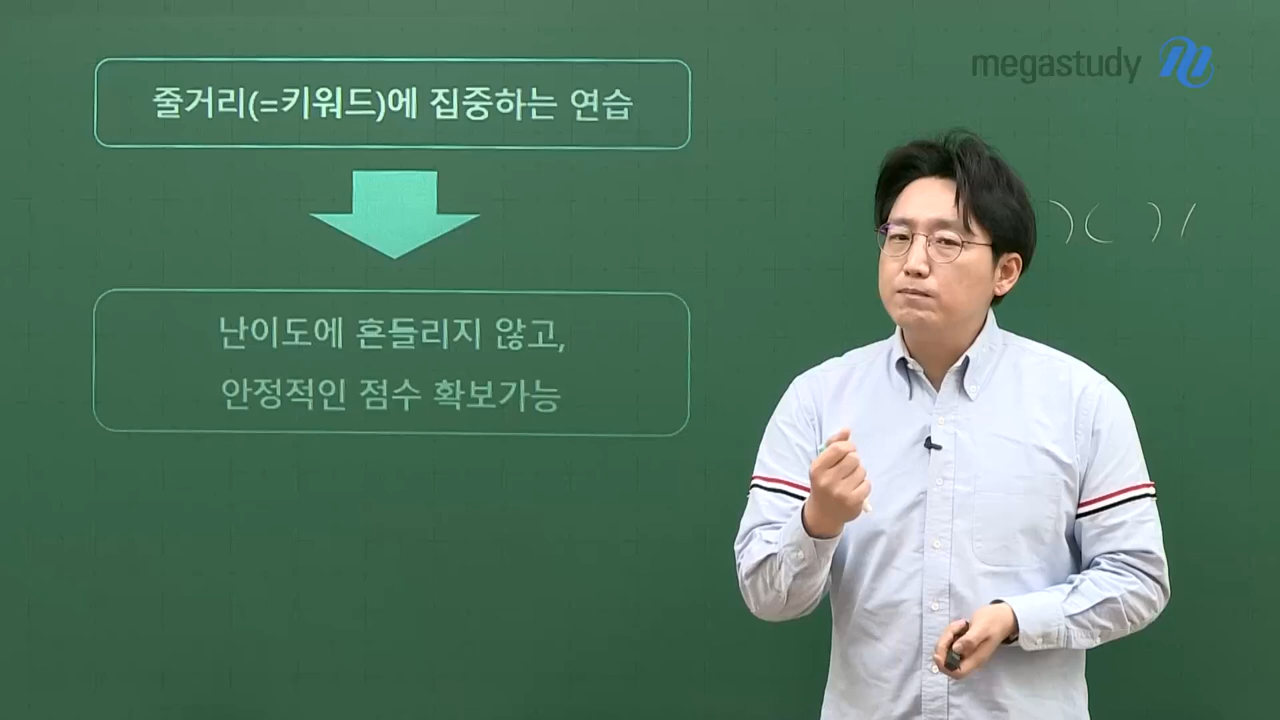 megastudy
줄거리(=키워드)에 집중하는 연습
난이도에 흔들리지 않고,
안정적인 점수 확보가능